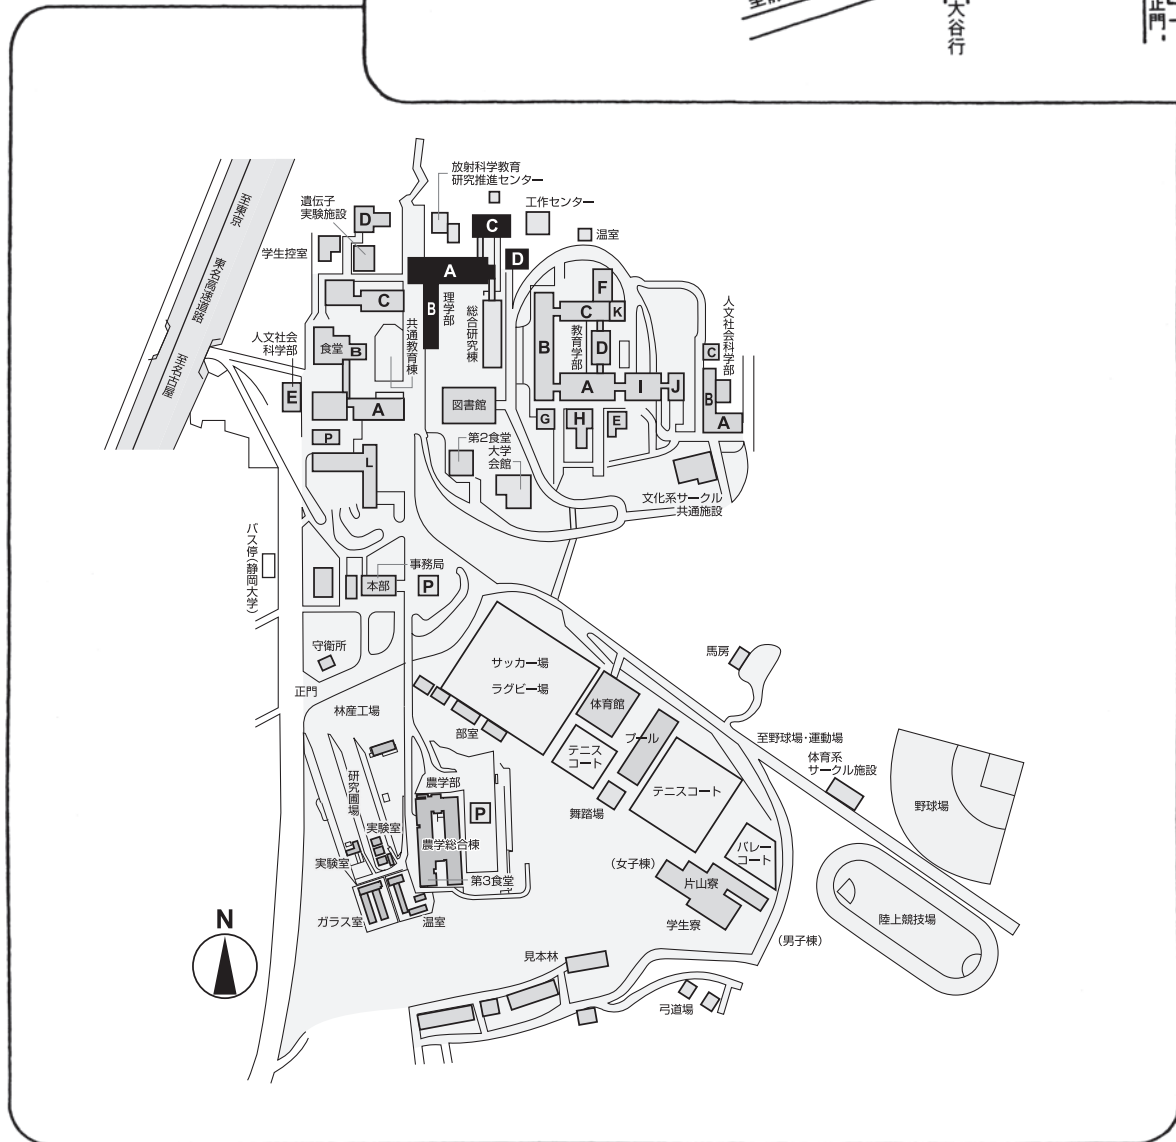 大谷行
正門
放射科学教育
研究推進センター
遺伝子
実験施設
D
C
工作センター
温室
学生控室
至東京
東名高速道路
至名古屋
A
D
B
理学部
総合研究棟
C
共通教育棟
F
C
K
教育学部
B
D
人文社会科学部
C
人文社会
科学部
食堂
B
E
A
図書館
A
I
J
B
A
G
H
E
P
L
第2食堂
大学
会館
文化系サークル
共通施設
バス停(静岡大学)
事務局
本部
P
守衛所
正門
林産工場
サッカー場
ラグビー場
体育館
馬房
部室
テニス
コート
プール
至野球場・運動場
体育系
サークル施設
研究圃場
農学部
P
舞踏場
テニスコート
野球場
実験室
農学総合棟
実験室
バレー
コート
(女子棟)
片山寮
第3食堂
ガラス室
温室
学生寮
陸上競技場
(男子棟)
N
見本林
弓道場